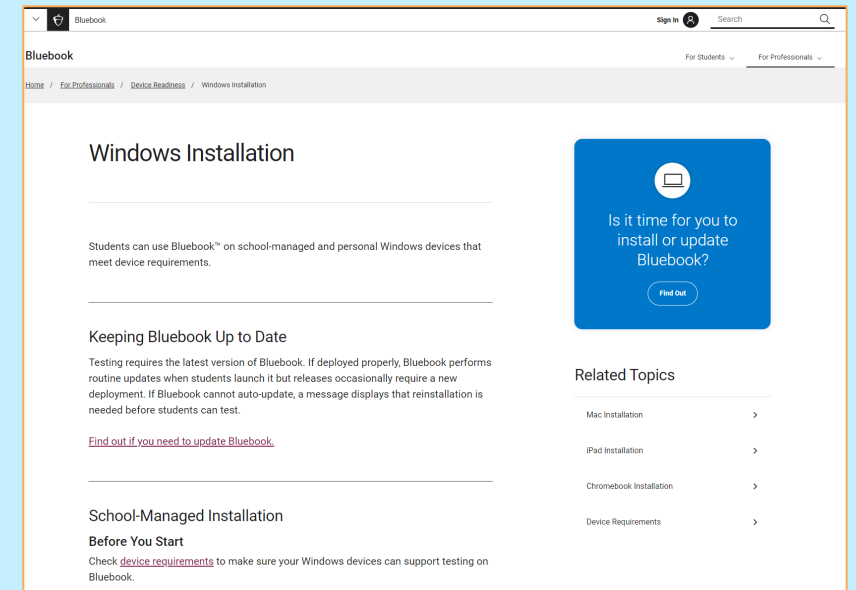 Bluebook
Sign In
Search
Bluebook
For Students
For Professionals
Home / For Professionals / Device Readiness / Windows Installation
Windows Installation
Students can use Bluebook™ on school-managed and personal Windows devices that
meet device requirements.
Keeping Bluebook Up to Date
Testing requires the latest version of Bluebook. If deployed properly, Bluebook performs
routine updates when students launch it but releases occasionally require a new
deployment. If Bluebook cannot auto-update, a message displays that reinstallation is
needed before students can test.
Find out if you need to update Bluebook.
School-Managed Installation
Before You Start
Check device requirements to make sure your Windows devices can support testing on
Bluebook.
Is it time for you to
install or update
Bluebook?
Find Out
Related Topics
Mac Installation
iPad Installation
Chromebook Installation
Device Requirements